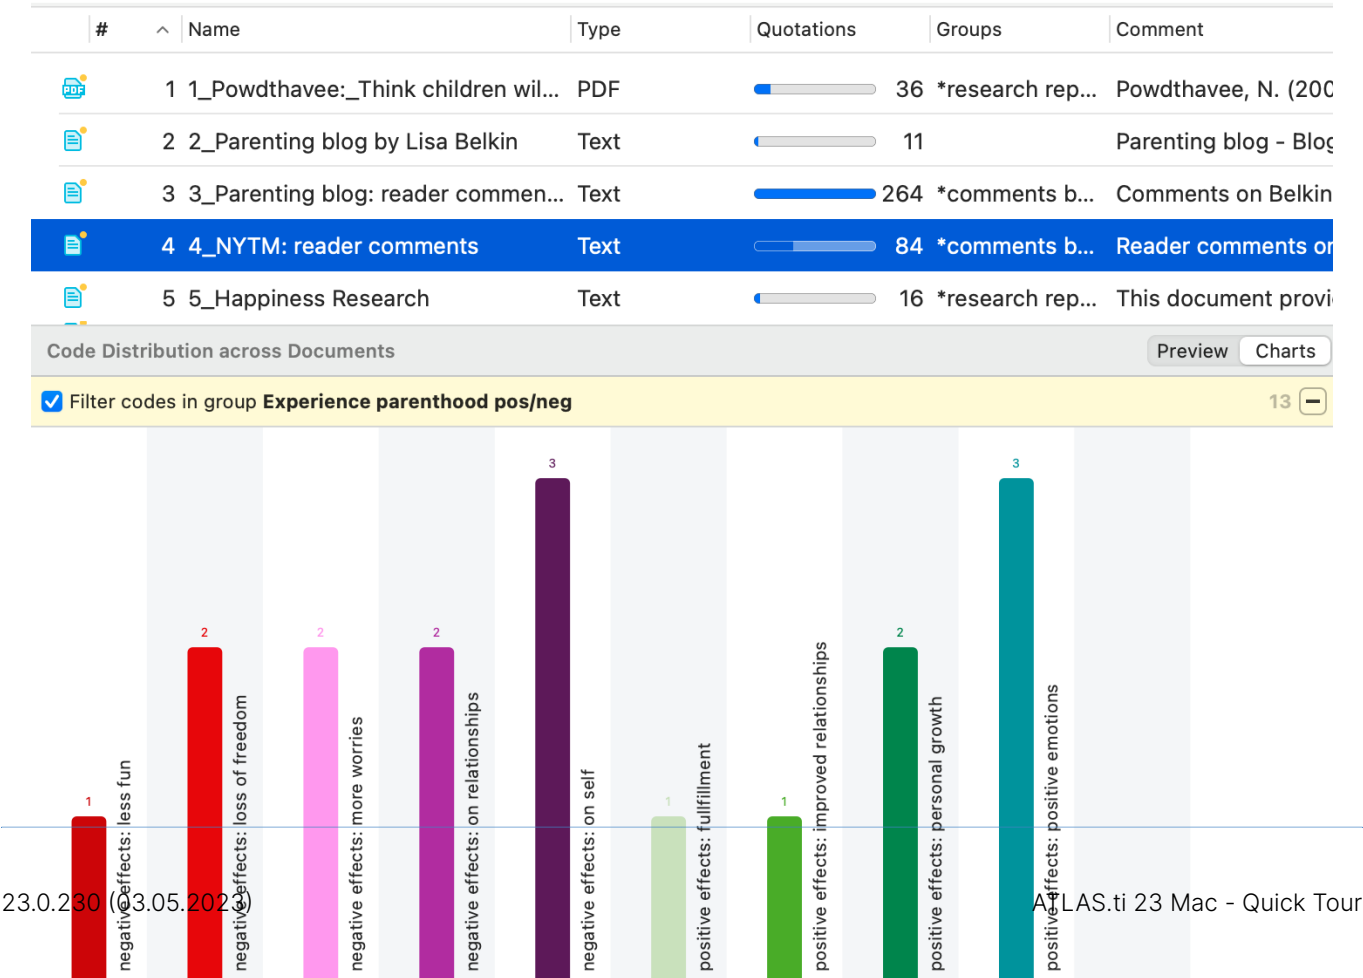 # Name Type Quotations Groups Comment
PDF 1 1_Powdthavee:_Think children wil... PDF 36 *research rep... Powdthavee, N. (200
2 2_Parenting blog by Lisa Belkin Text 11 Parenting blog - Blog
3 3_Parenting blog: reader commen... Text 264 *comments b... Comments on Belkin
4 4_NYTM: reader comments Text 84 *comments b... Reader comments or
5 5_Happiness Research Text 16 *research rep... This document provi
Code Distribution across Documents Preview Charts
Filter codes in group Experience parenthood pos/neg 13
1 negative effects: less fun
2 negative effects: loss of freedom
2 negative effects: more worries
2 negative effects: on relationships
3 negative effects: on self
1 positive effects: fullfillment
1 positive effects: improved relationships
2 positive effects: personal growth
3 positive effects: positive emotions
23.0.230 (03.05.2023) ATLAS.ti 23 Mac - Quick Tour